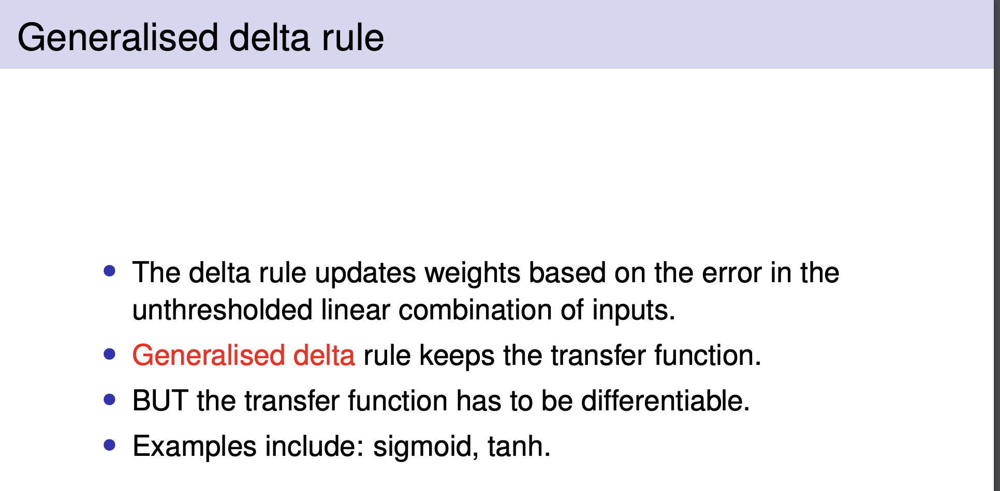 Generalised delta rule
• The delta rule updates weights based on the error in the
unthresholded linear combination of inputs.
• Generalised delta rule keeps the transfer function.
• BUT the transfer function has to be differentiable.
• Examples include: sigmoid, tanh.